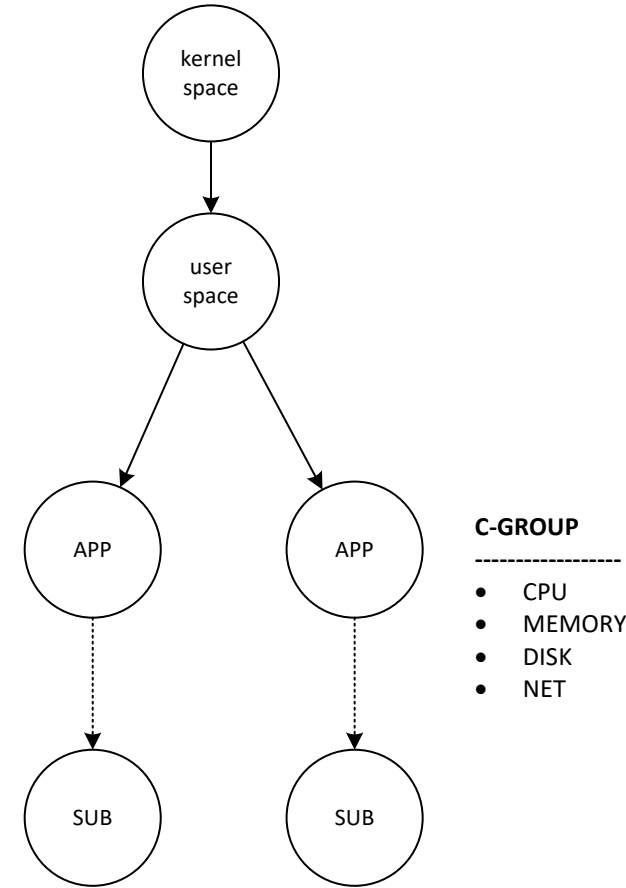 kernel
space
user
space
APP
APP
C-GROUP
------------------
• CPU
• MEMORY
• DISK
• NET
SUB
SUB